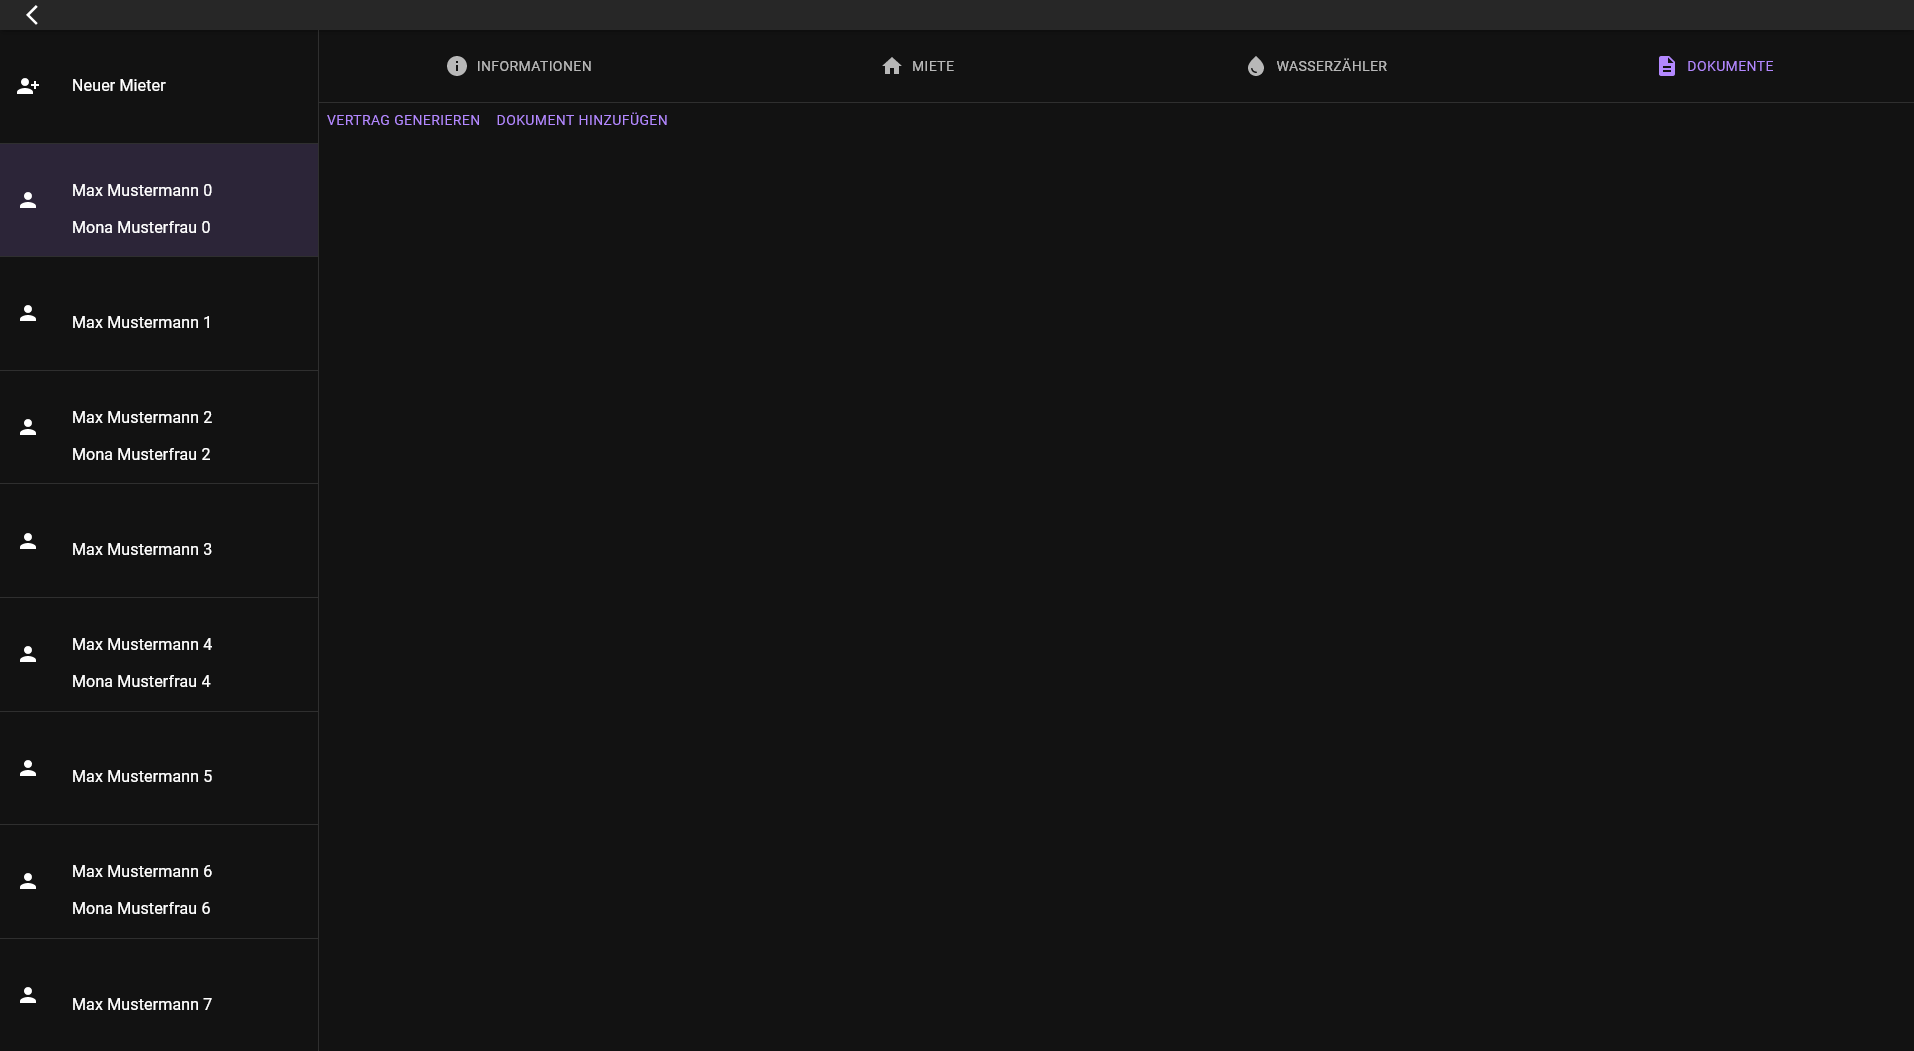 Neuer Mieter
Max Mustermann 0
Mona Musterfrau 0
Max Mustermann 1
Max Mustermann 2
Mona Musterfrau 2
Max Mustermann 3
Max Mustermann 4
Mona Musterfrau 4
Max Mustermann 5
Max Mustermann 6
Mona Musterfrau 6
Max Mustermann 7
INFORMATIONEN MIETE WASSERZÄHLER DOKUMENTE
VERTRAG GENERIEREN DOKUMENT HINZUFÜGEN